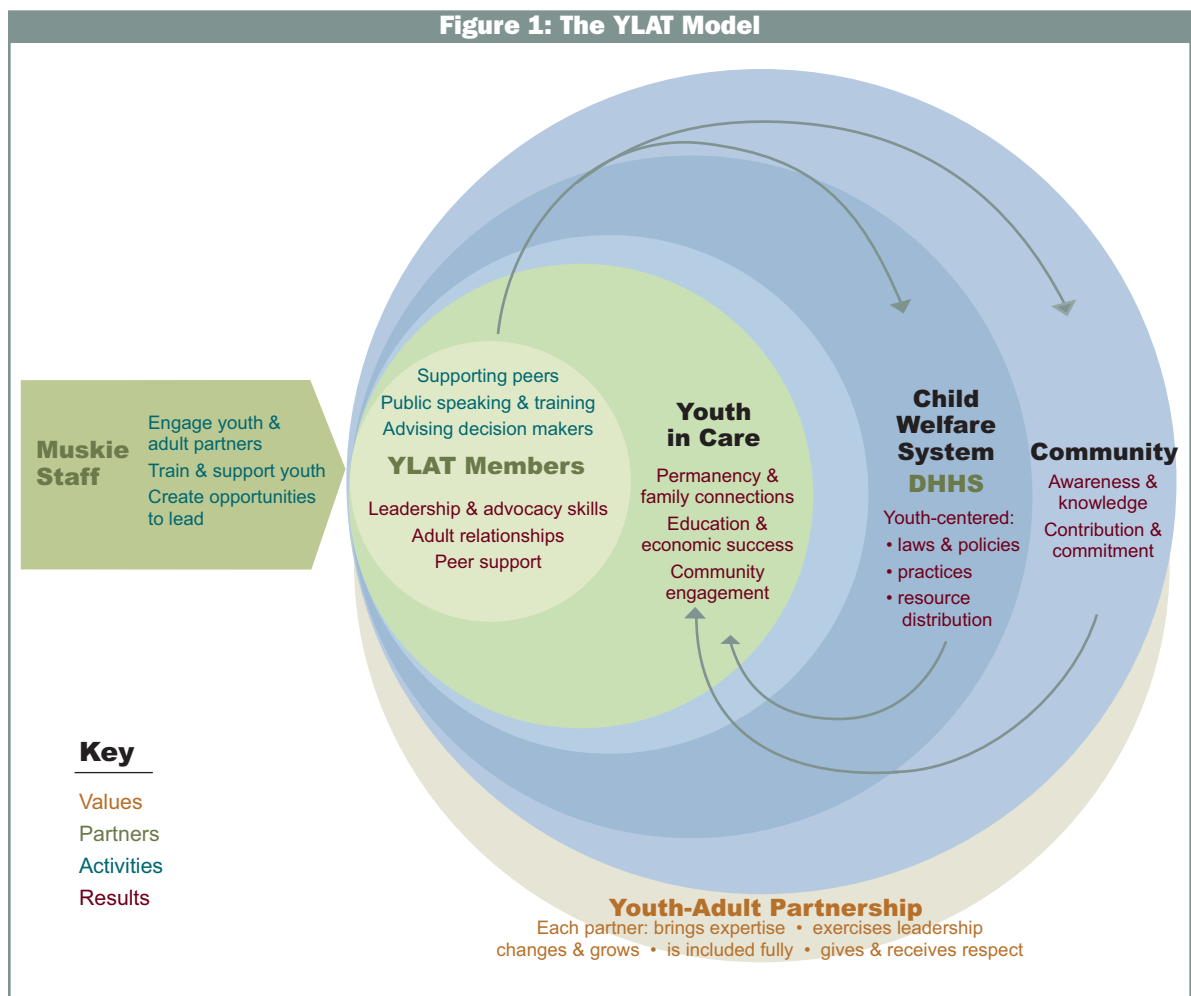 Figure 1: The YLAT Model
Muskie
Staff
Engage youth &
adult partners
Train & support youth
Create opportunities
to lead
Supporting peers
Public speaking & training
Advising decision makers
YLAT Members
Leadership & advocacy skills
Adult relationships
Peer support
Youth
in Care
Permanency &
family connections
Education &
economic success
Community
engagement
Child
Welfare
System
DHHS
Youth-centered:
• laws & policies
• practices
• resource
distribution
Community
Awareness &
knowledge
Contribution &
commitment
Key
Values
Partners
Activities
Results
Youth-Adult Partnership
Each partner: brings expertise • exercises leadership
changes & grows • is included fully • gives & receives respect